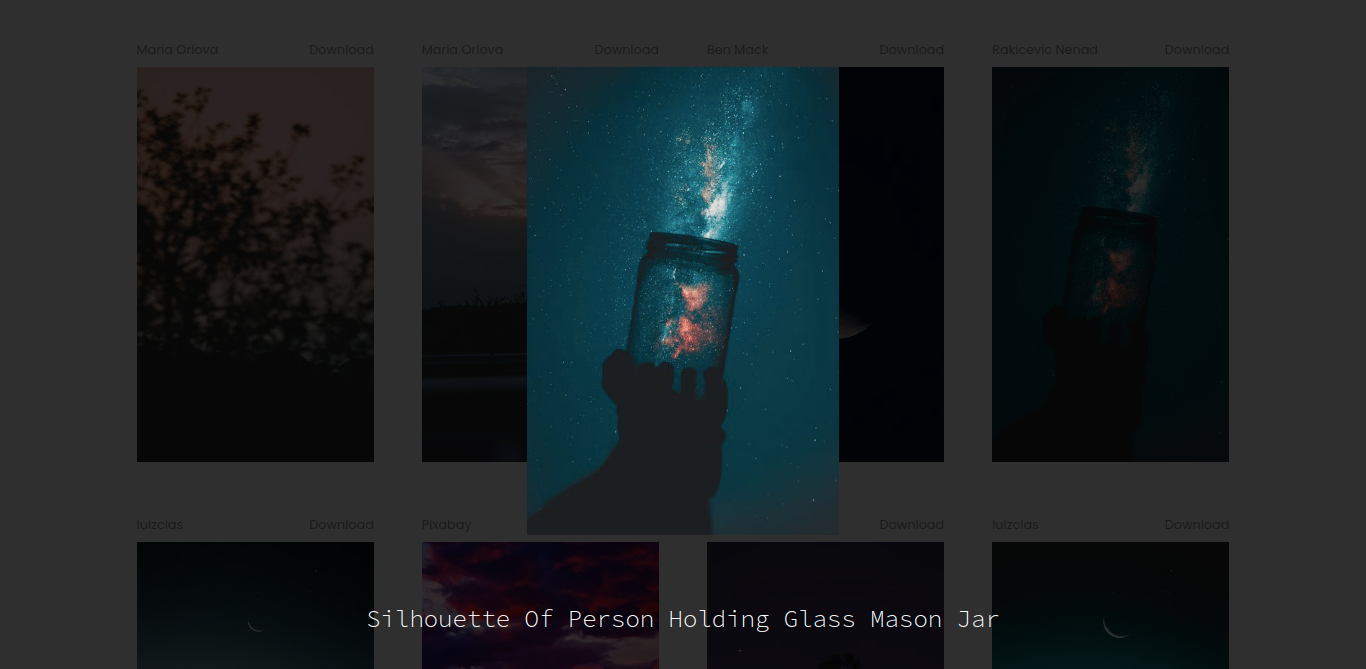 Maria Orlova Download Maria Orlova Download Ben Mack Download Rakicevic Nenad Download
luizclas Download Pixabay Download luizclas Download
Silhouette Of Person Holding Glass Mason Jar